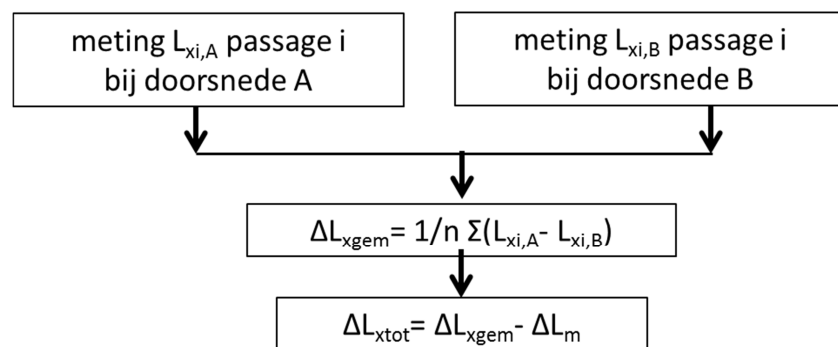 meting Lxi,A passage i
bij doorsnede A
meting Lxi,B passage i
bij doorsnede B
ΔLxgem= 1/n Σ(Lxi,A- Lxi,B)
ΔLxtot= ΔLxgem- ΔLm